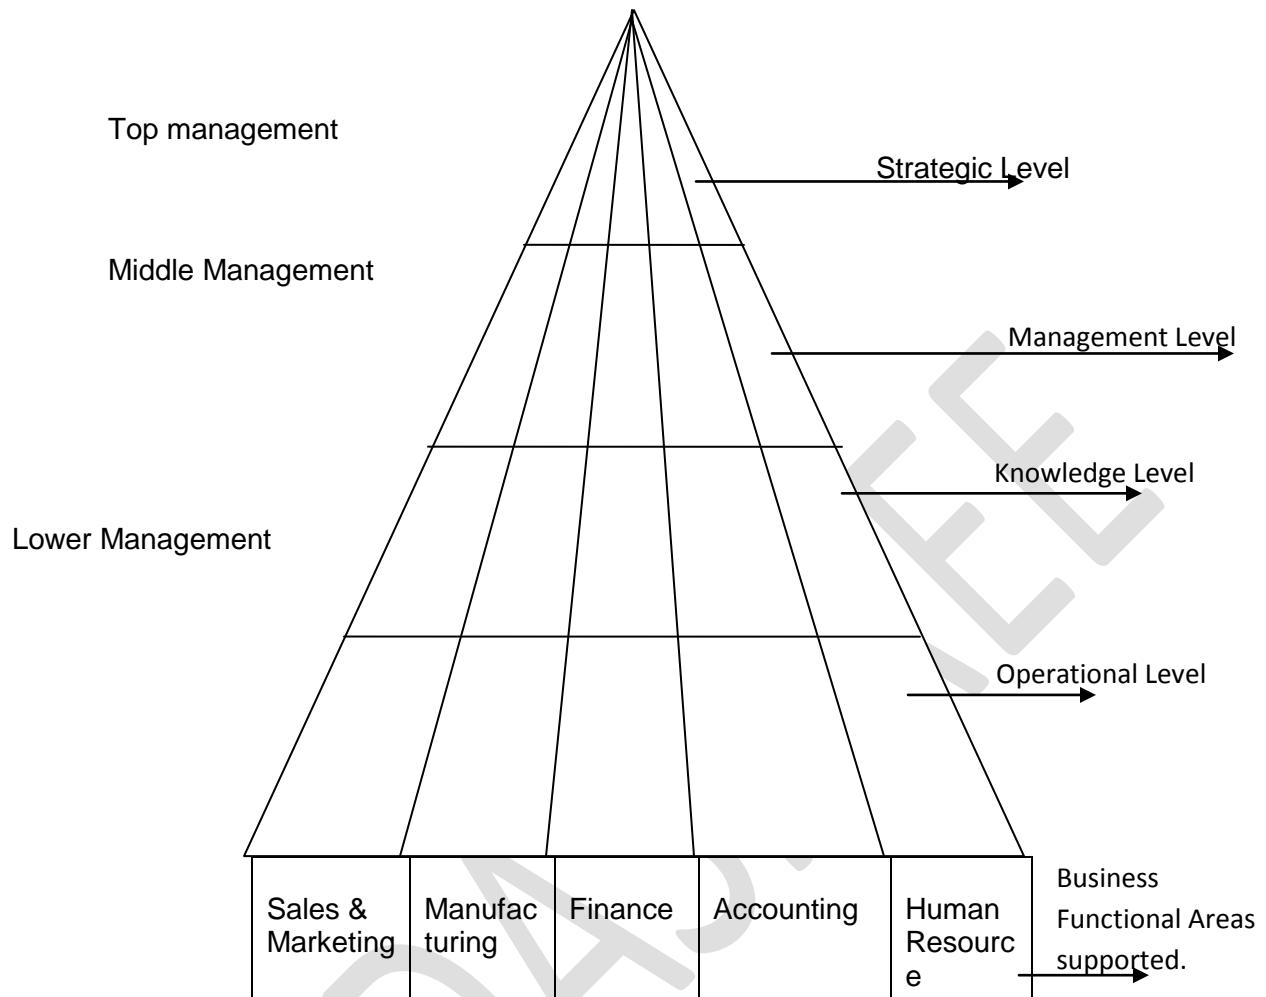 Top management
Strategic Level
Middle Management
Management Level
Knowledge Level
Lower Management
Operational Level
Sales &
Marketing
Manufac
turing
Finance
Accounting
Human
Resourc
e
Business
Functional Areas
supported.